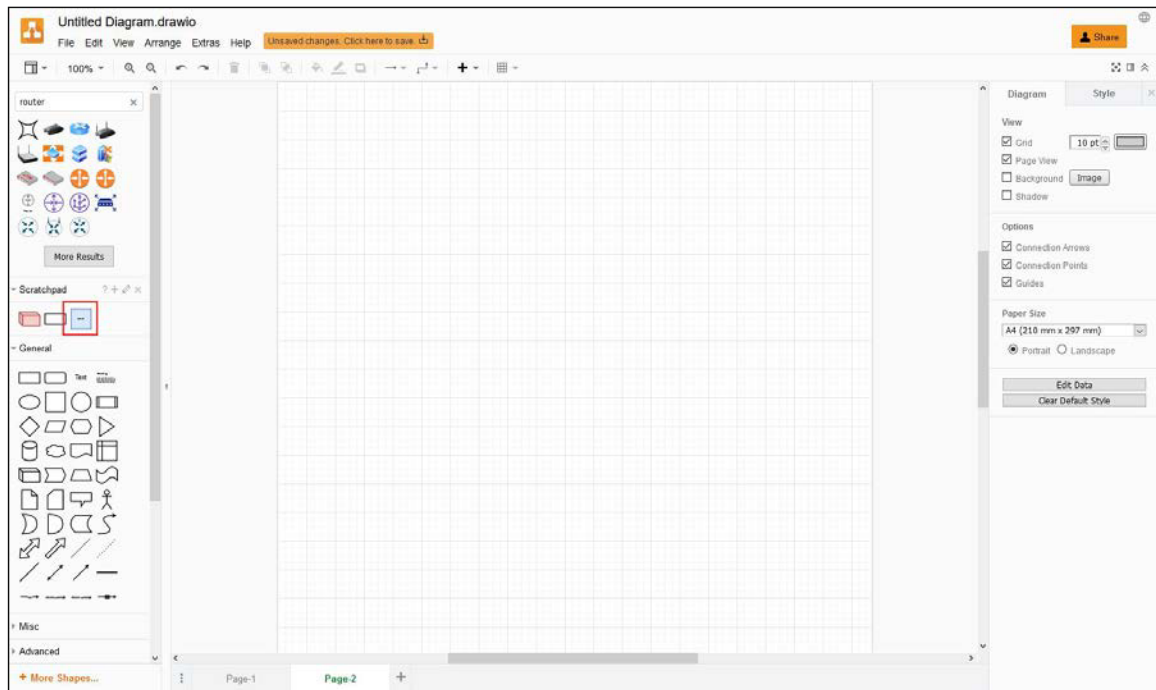 Untitled Diagram.drawio
File Edit View Arrange Extras Help Unsaved changes. Click here to save.
Share
100%
router
More Results
Scratchpad
General
Text
Misc
Advanced
+ More Shapes...
Page-1 Page-2
Diagram Style
View
Grid 10 pt
Page View
Background Image
Shadow
Options
Connection Arrows
Connection Points
Guides
Paper Size
A4 (210 mm x 297 mm)
Portrait Landscape
Edit Data
Clear Default Style